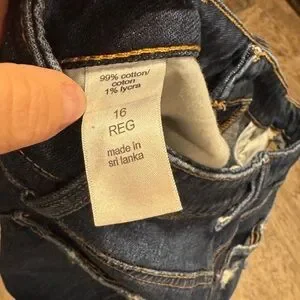 99% cotton/
coton
1% lycra
16
REG
made in
sri lanka